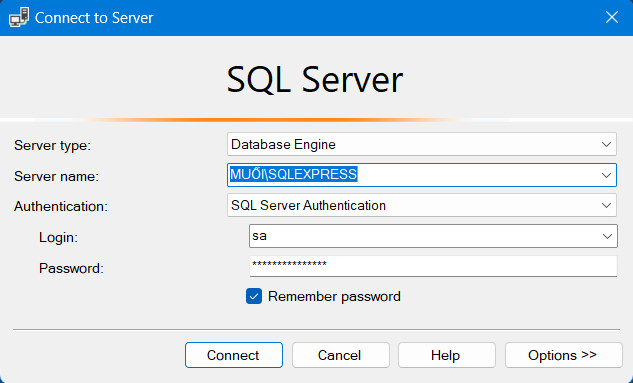 Connect to Server
SQL Server
Server type: Database Engine
Server name: MUỐI\SQLEXPRESS
Authentication: SQL Server Authentication
Login: sa
Password: ***************
Remember password
Connect Cancel Help Options >>